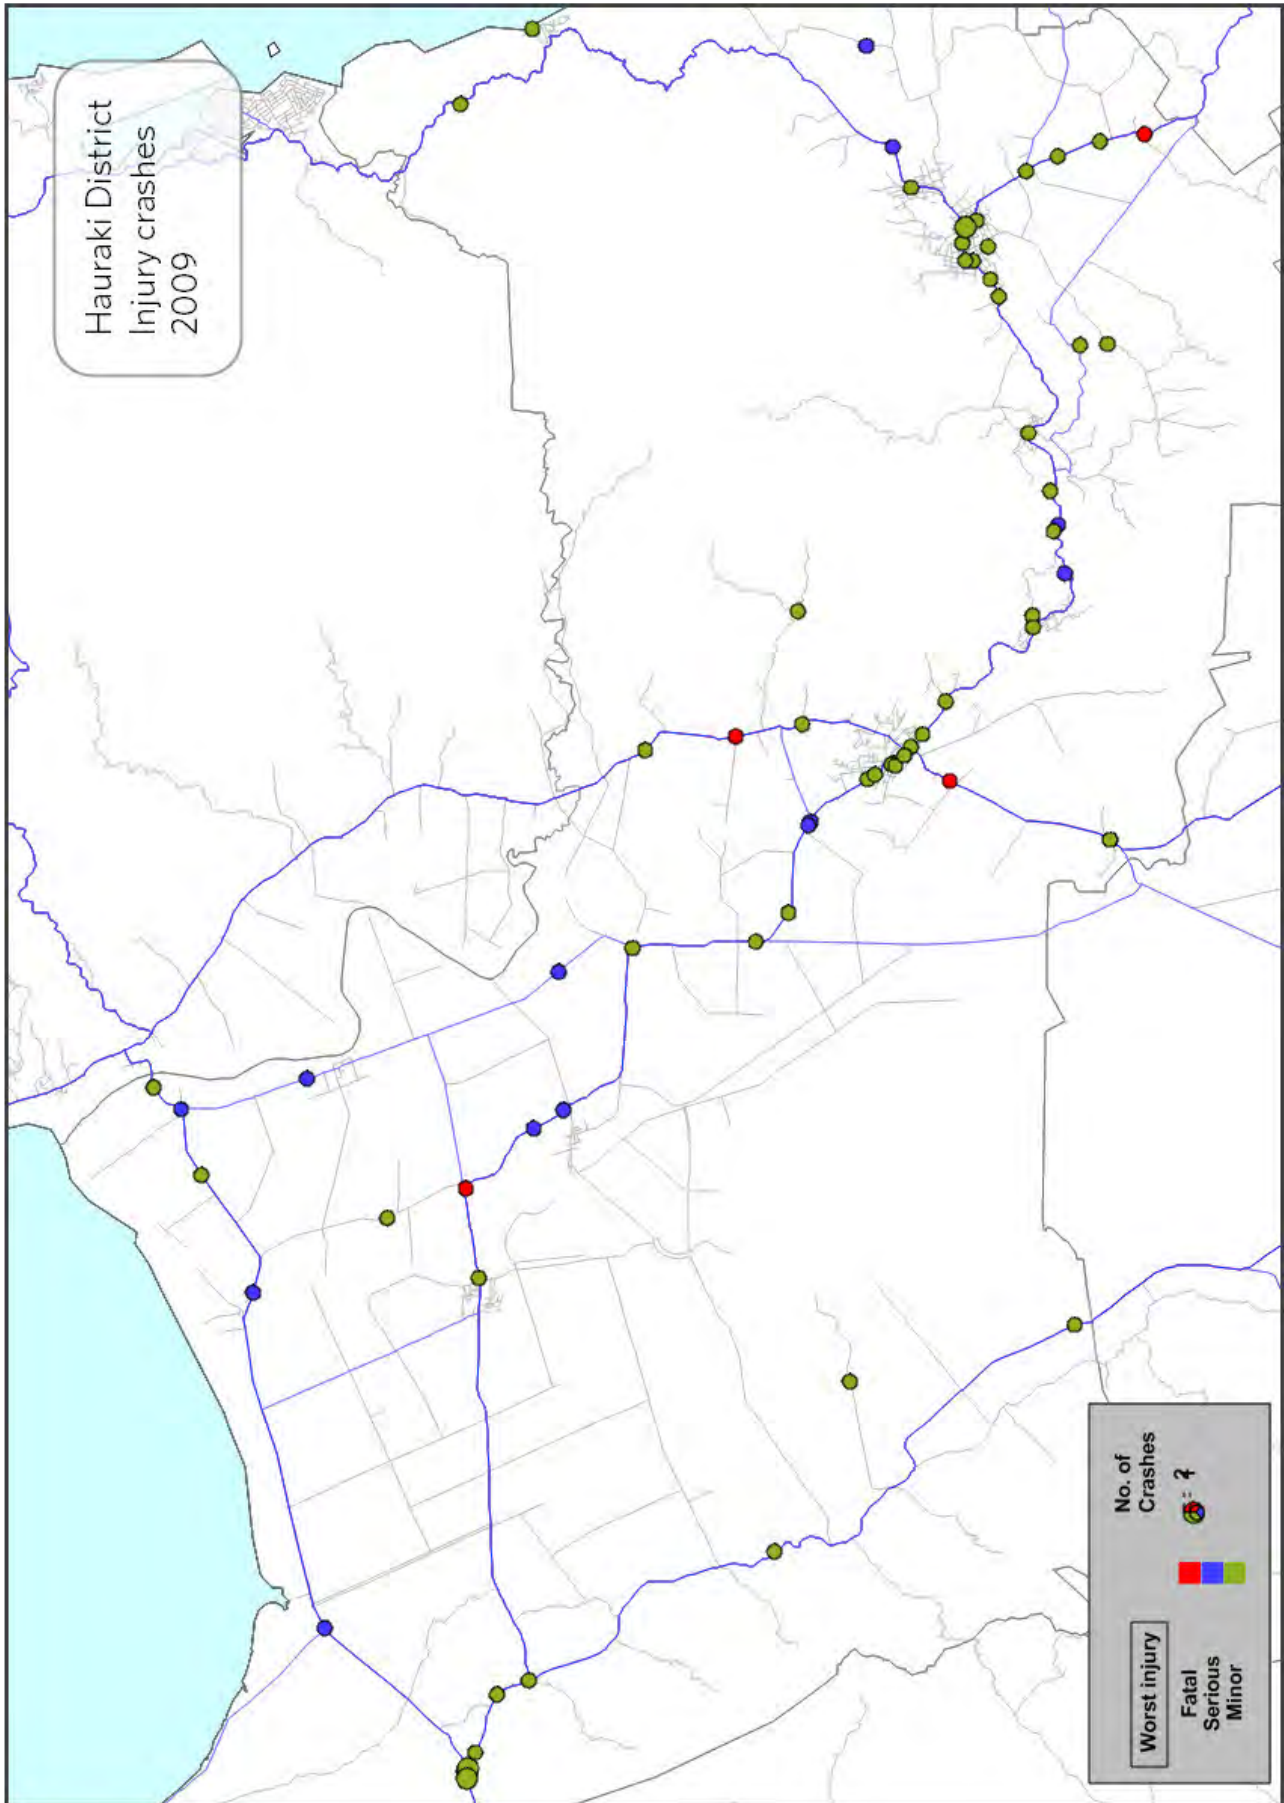 Hauraki District
Injury crashes
2009
No. of
Crashes
Worst injury
Fatal
Serious
Minor